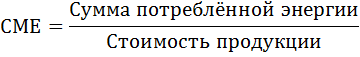 СМЕ = Сумма потреблённой энергии
Стоимость продукции